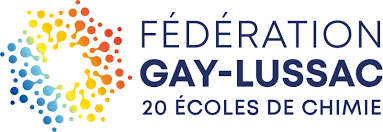 FÉDÉRATION
GAY-LUSSAC
20 ÉCOLES DE CHIMIE